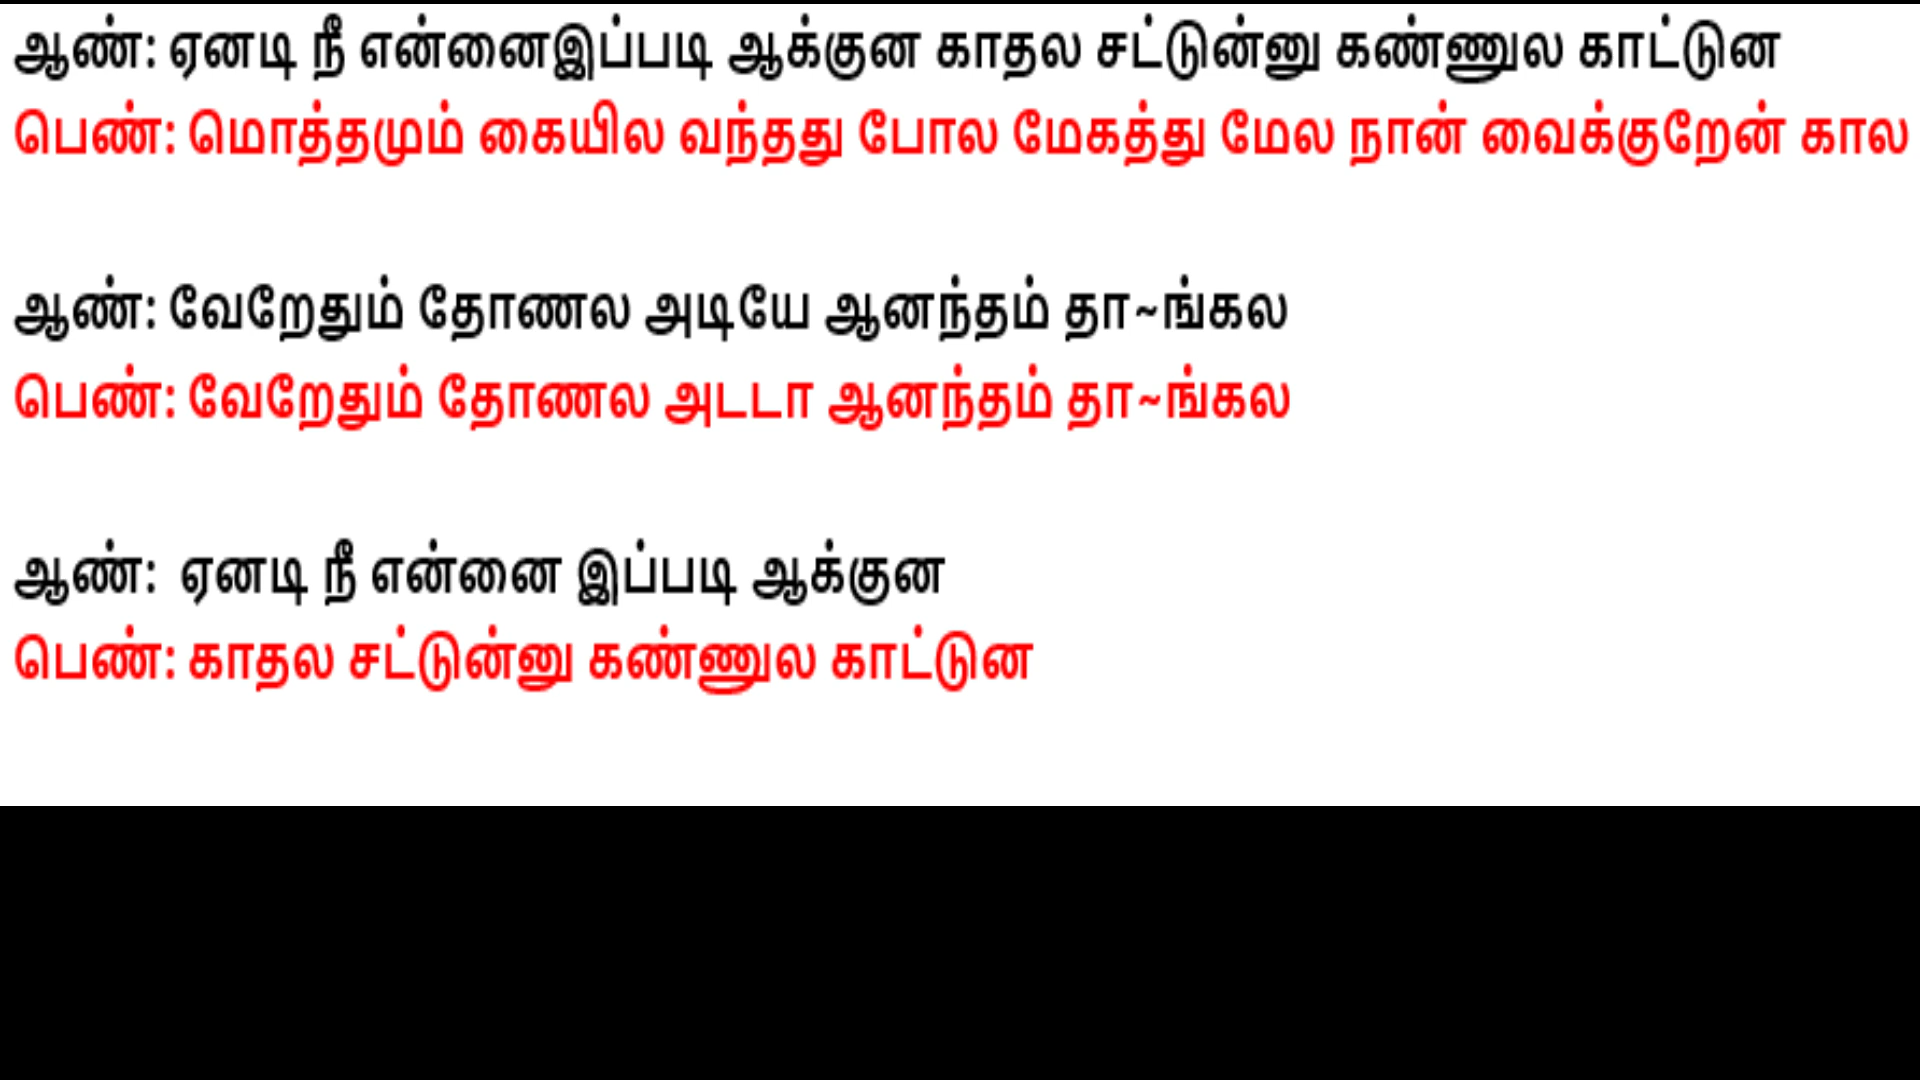 ஆண்: ஏனடி நீ என்னைஇப்படி ஆக்குன காதல சட்டுன்னு கண்ணுல காட்டுன
பெண்: மொத்தமும் கையில வந்தது போல மேகத்து மேல நான் வைக்குறேன் கால
ஆண்: வேறேதும் தோணல அடியே ஆனந்தம் தா~ங்கல
பெண்: வேறேதும் தோணல அடடா ஆனந்தம் தா~ங்கல
ஆண்: ஏனடி நீ என்னை இப்படி ஆக்குன
பெண்: காதல சட்டுன்னு கண்ணுல காட்டுன